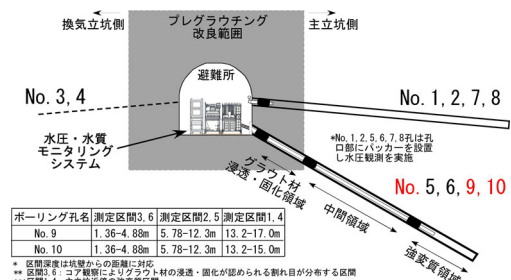 換気立坑側
プレグラウチング
改良範囲
主立坑側
避難所
No. 3, 4
No. 1, 2, 7, 8
水圧・水質
モニタリング
システム
*No, 1, 2, 5, 6, 7, 8孔は孔
口部にパッカーを設置
し水圧観測を実施
グラウト材
浸透・固化領域
中間領域
強変質領域
No. 5, 6, 9, 10
ボーリング孔名 測定区間3, 6 測定区間2, 5 測定区間1, 4
No. 9 1.36-4.88m 5.78-12.3m 13.2-17.0m
No. 10 1.36-4.88m 5.78-12.3m 13.2-15.0m
* 区間深度は坑壁からの距離に対応
** 区間3, 6:コア観察によりグラウト材の浸透・固化が認められる割れ目が分布する区間